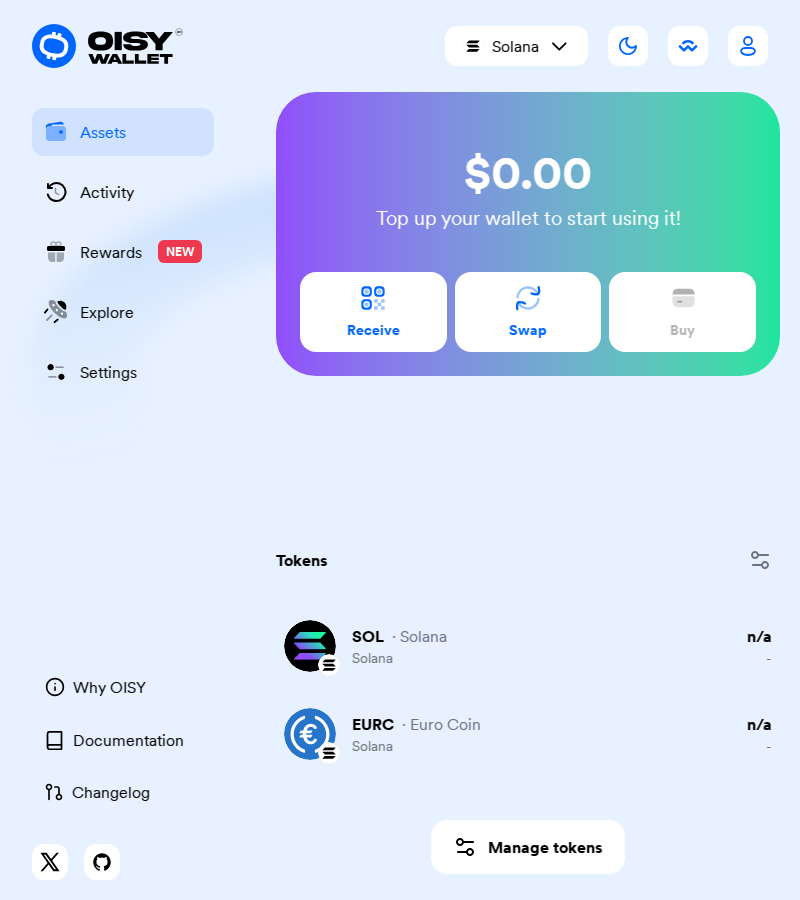 OISY
WALLET
Solana
Assets
Activity
Rewards NEW
Explore
Settings
$0.00
Top up your wallet to start using it!
Receive
Swap
Buy
Tokens
SOL · Solana
Solana
n/a
-
EURC · Euro Coin
Solana
n/a
-
Manage tokens
Why OISY
Documentation
Changelog